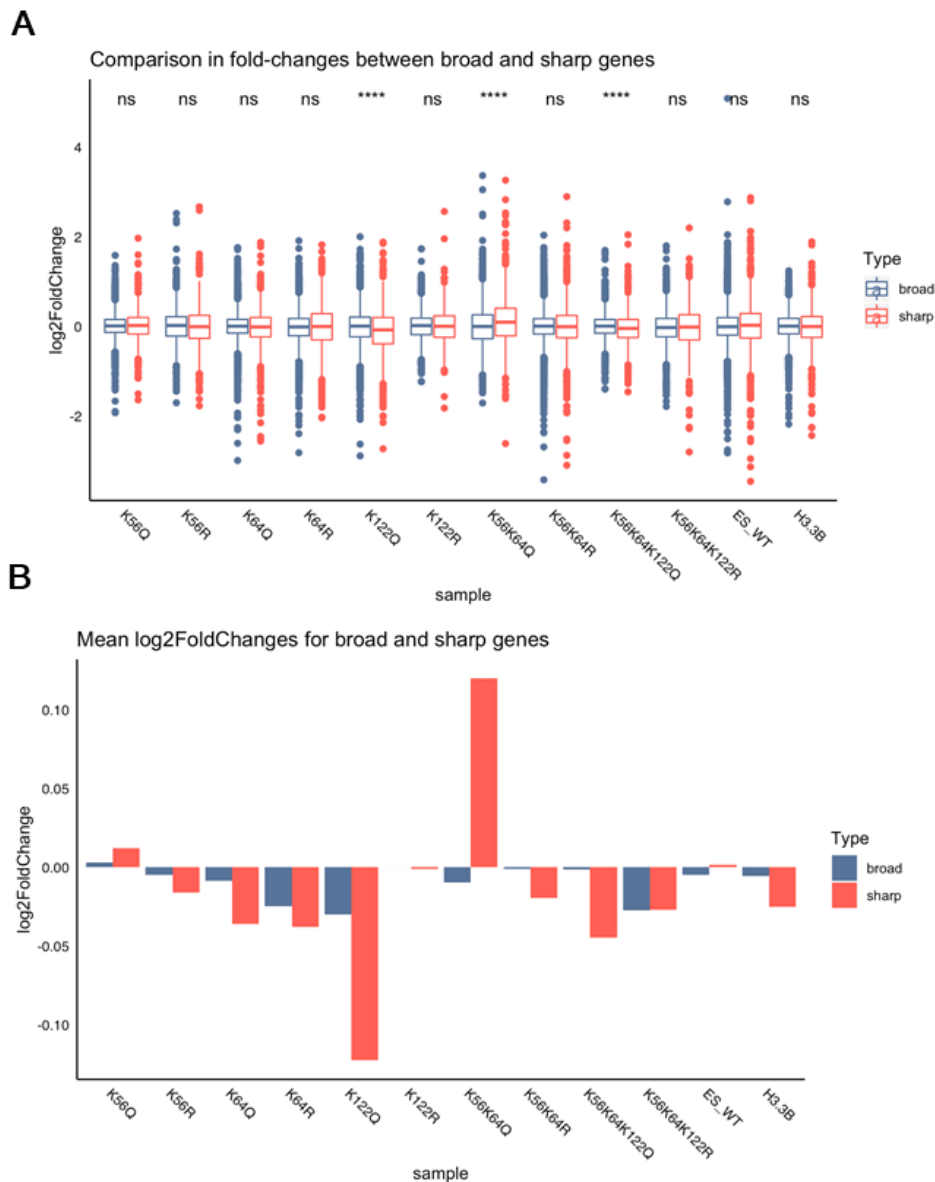 A
Comparison in fold-changes between broad and sharp genes
ns ns ns ns **** ns **** ns **** ns ns ns
4
2
0
-2
log2FoldChange
Type
a broad
a sharp
K56Q K56R K64Q K64R K122Q K122R K56K64Q K56K64R K56K64K122Q K56K64K122R ES_WT H3.3B
sample
B
Mean log2FoldChanges for broad and sharp genes
0.10
0.05
0.00
-0.05
-0.10
log2FoldChange
Type
broad
sharp
K56Q K56R K64Q K64R K122Q K122R K56K64Q K56K64R K56K64K122Q K56K64K122R ES_WT H3.3B
sample